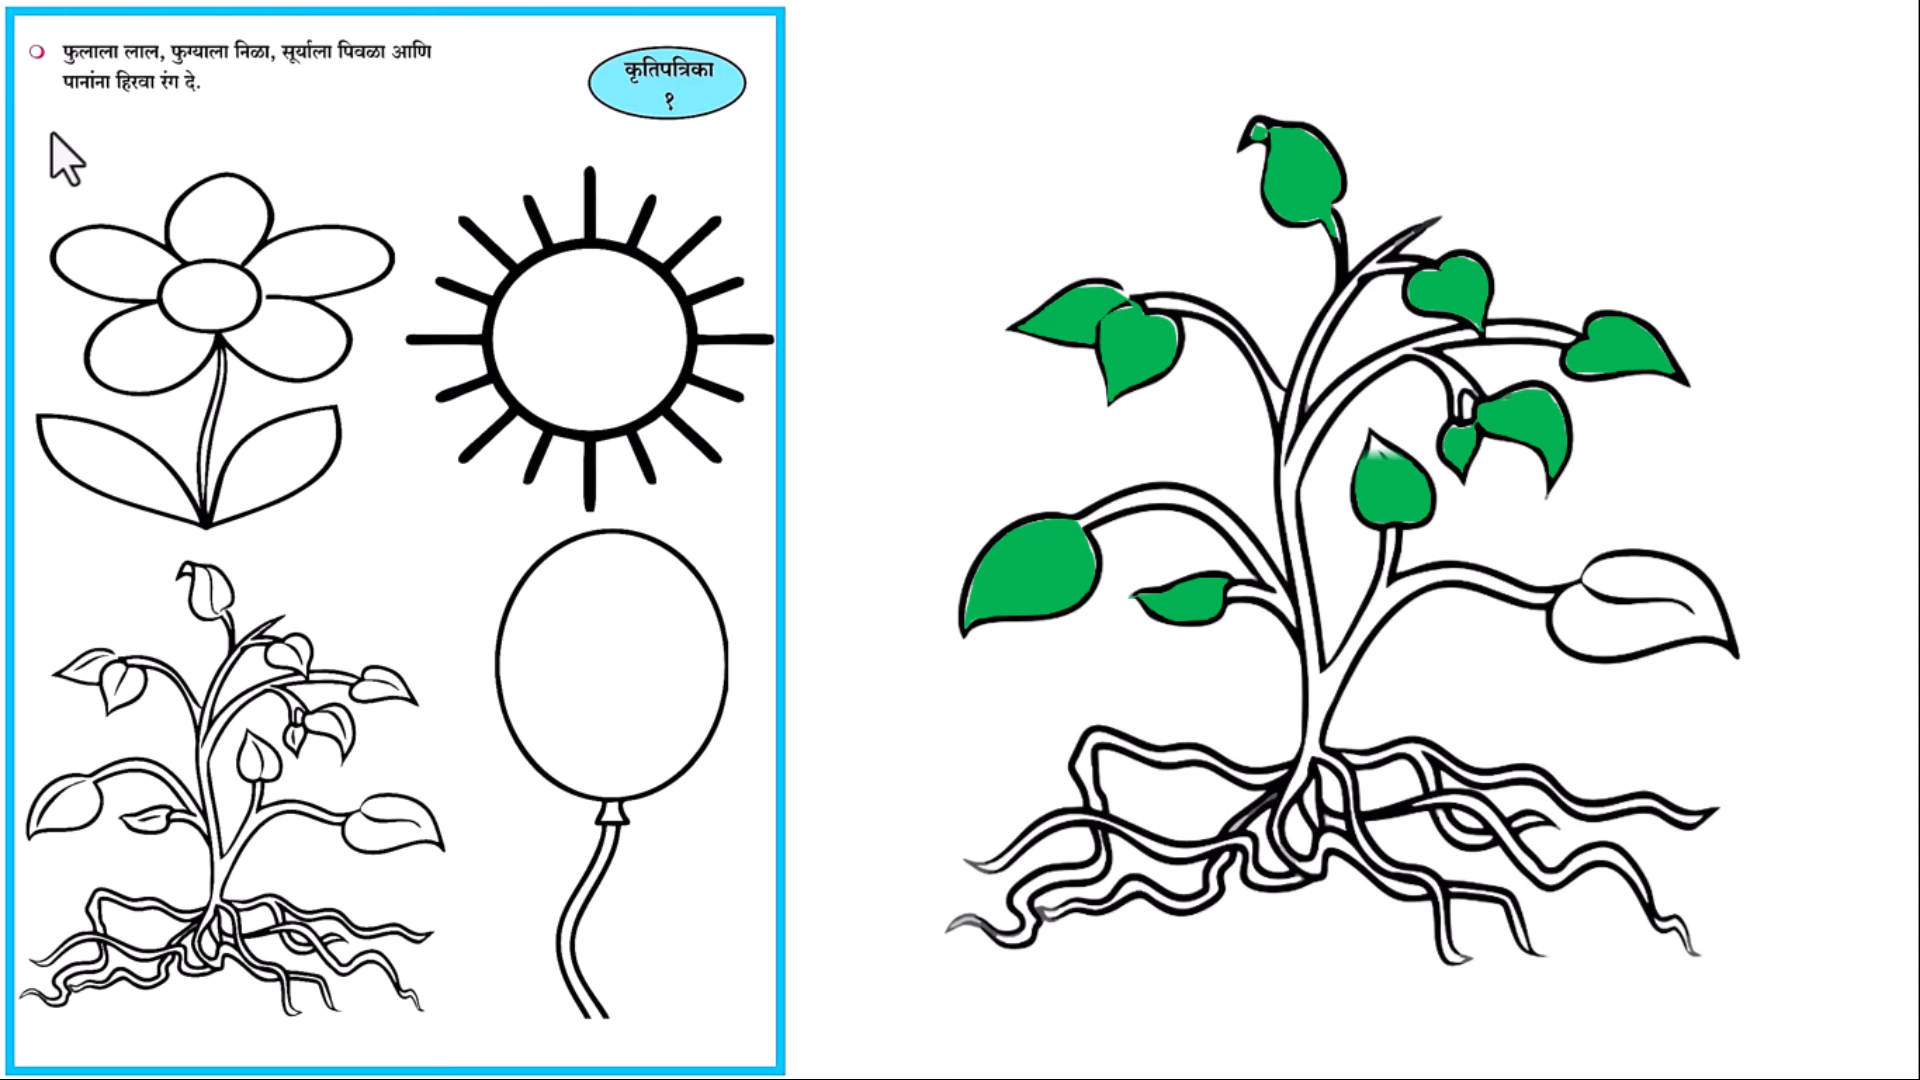 फुलाला लाल, फुग्याला निळा, सूर्याला पिवळा आणि
पानांना हिरवा रंग दे.
कृतिपत्रिका
१